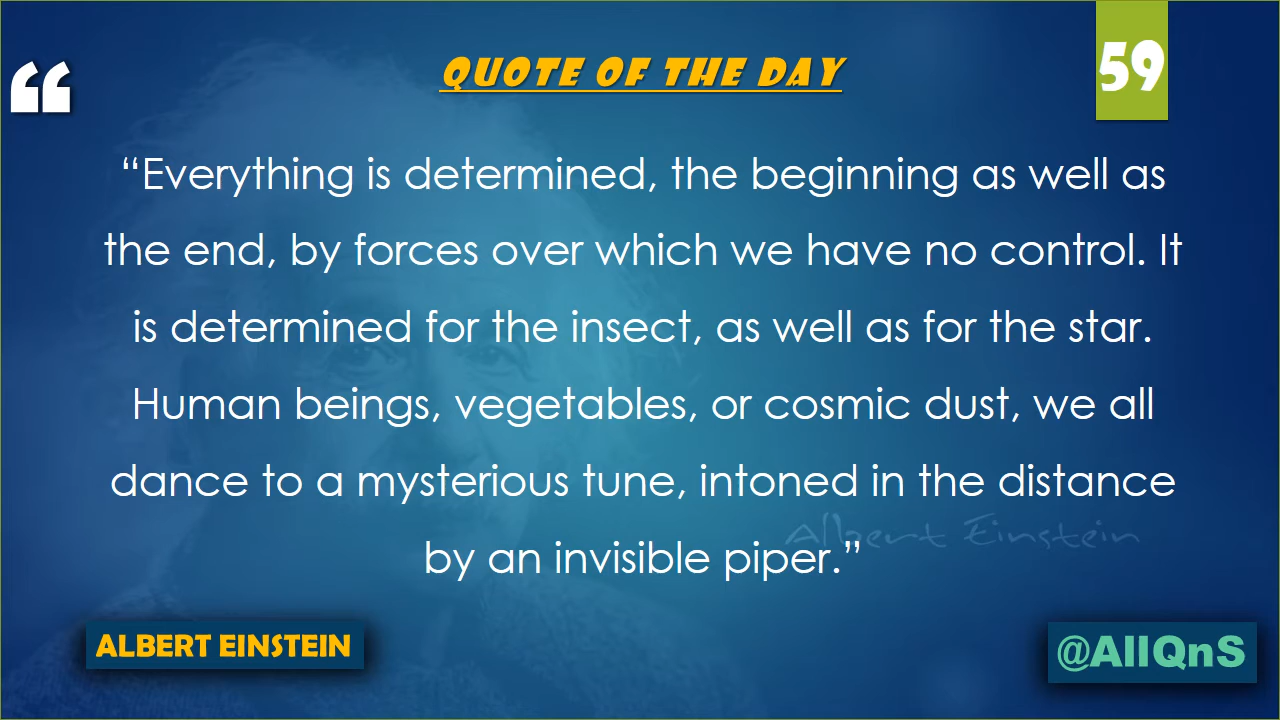 “
QUOTE OF THE DAY
59
“Everything is determined, the beginning as well as
the end, by forces over which we have no control. It
is determined for the insect, as well as for the star.
Human beings, vegetables, or cosmic dust, we all
dance to a mysterious tune, intoned in the distance
Albert Einstein
by an invisible piper.”
ALBERT EINSTEIN
@AllQnS